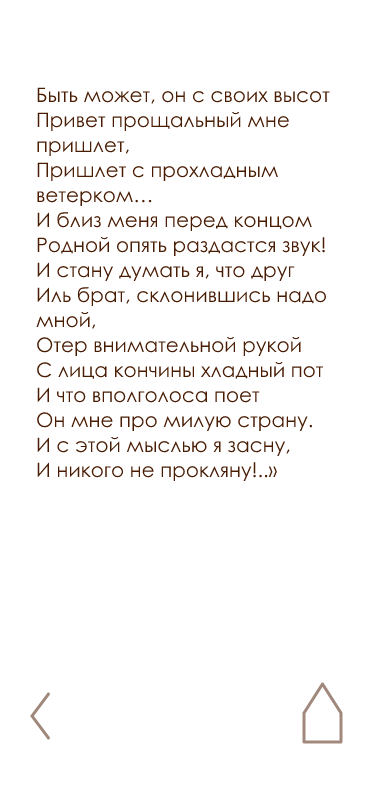 Быть может, он с своих высот
Привет прощальный мне
пришлет,
Пришлет с прохладным
ветерком...
И близ меня перед концом
Родной опять раздастся звук!
И стану думать я, что друг
Иль брат, склонившись надо
мной,
Отер внимательной рукой
С лица кончины хладный пот
И что вполголоса поет
Он мне про милую страну.
И с этой мыслью я засну,
И никого не прокляну!..»